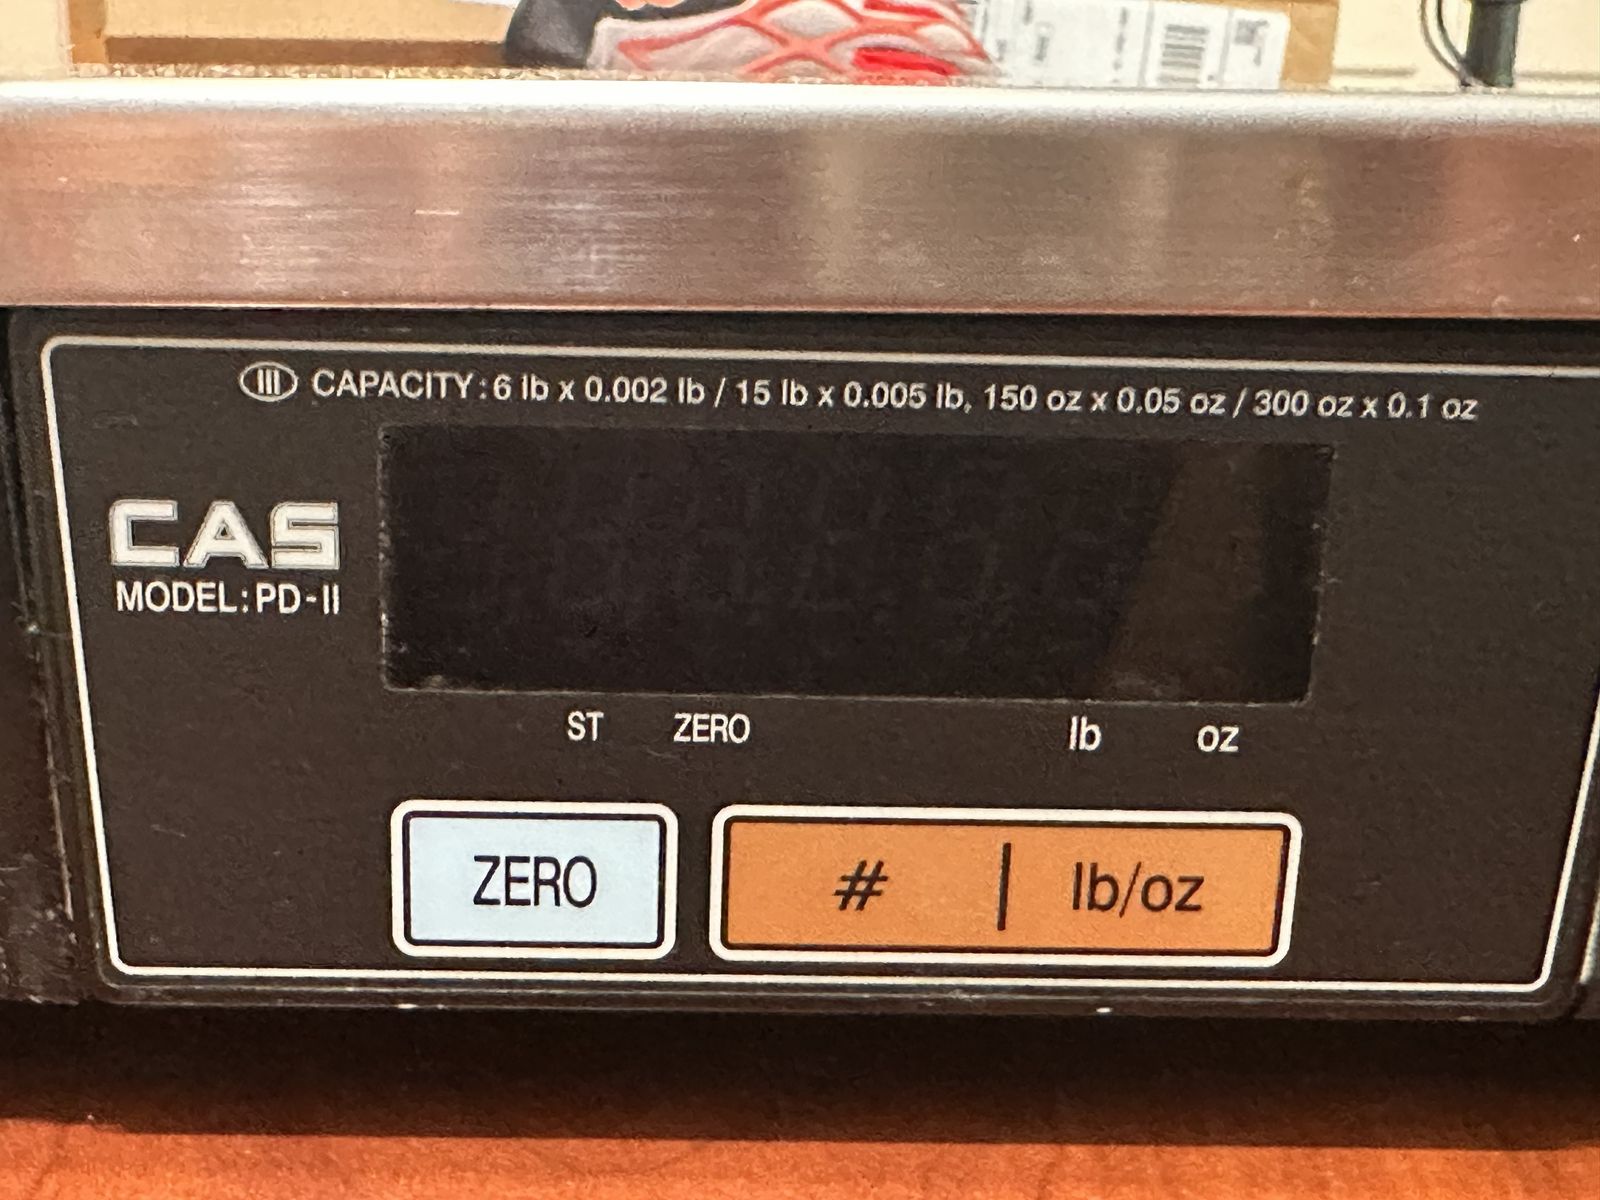 III CAPACITY: 6 lb x 0.002 lb / 15 lb x 0.005 lb, 150 oz x 0.05 oz / 300 oz x 0.1 oz
CAS
MODEL: PD-II
ST ZERO lb oz
ZERO # | lb/oz